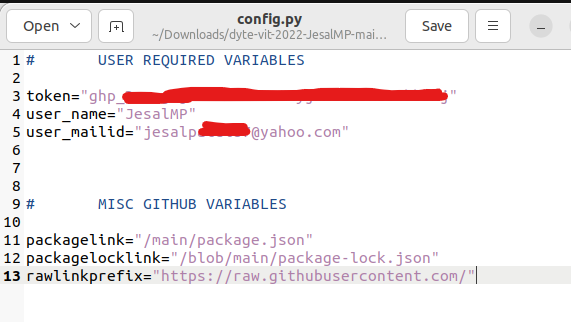 Open
config.py
~/Downloads/dyte-vit-2022-JesalMP-mai...
Save
1 # USER REQUIRED VARIABLES
2
3 token="ghp_"
4 user_name="JesalMP"
5 user_mailid="jesalp@yahoo.com"
6
7
8
9 # MISC GITHUB VARIABLES
10
11 packagelink="/main/package.json"
12 packagelocklink="/blob/main/package-lock.json"
13 rawlinkprefix="https://raw.githubusercontent.com/"